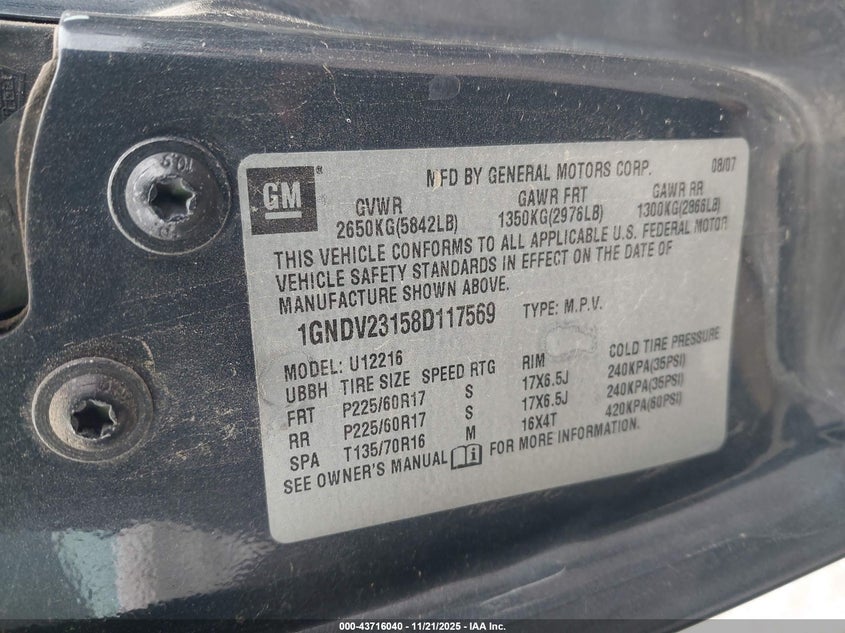 GM®
MFD BY GENERAL MOTORS CORP. 08/07
GVWR GAWR FRT GAWR RR
2650KG(5842LB) 1350KG(2976LB) 1300KG(2866LB)
THIS VEHICLE CONFORMS TO ALL APPLICABLE U.S. FEDERAL MOTOR
VEHICLE SAFETY STANDARDS IN EFFECT ON THE DATE OF
MANUFACTURE SHOWN ABOVE.
1GNDV23158D117569 TYPE: M.P.V.
MODEL: U12216
UBBH TIRE SIZE SPEED RTG RIM COLD TIRE PRESSURE
FRT P225/60R17 S 17X6.5J 240KPA(35PSI)
RR P225/60R17 S 17X6.5J 240KPA(35PSI)
SPA T135/70R16 M 16X4T 420KPA(60PSI)
SEE OWNER'S MANUAL FOR MORE INFORMATION.
10.9
000-43716040 - 11/21/2025 - IAA Inc.